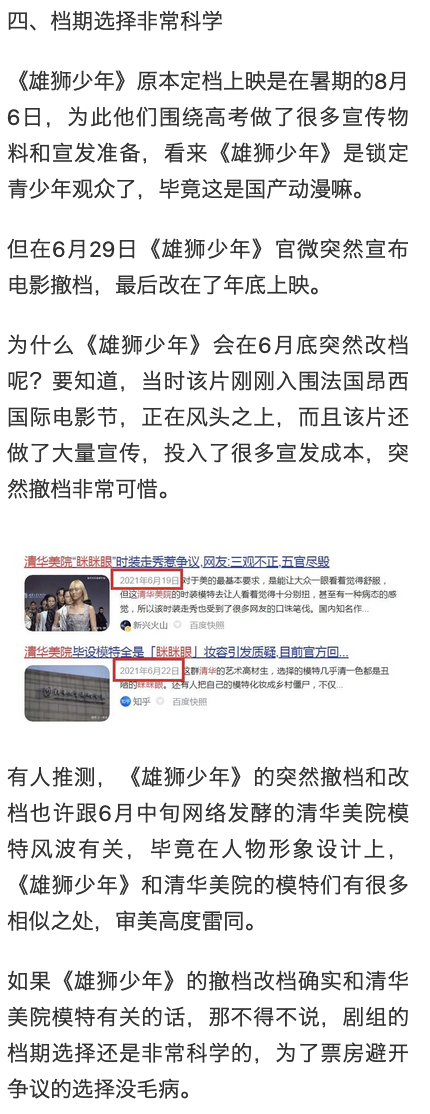 四、档期选择非常科学
《雄狮少年》原本定档上映是在暑期的8月
6日，为此他们围绕高考做了很多宣传物
料和宣发准备，看来《雄狮少年》是锁定
青少年观众了，毕竟这是国产动漫嘛。
但在6月29日《雄狮少年》官微突然宣布
电影撤档，最后改在了年底上映。
为什么《雄狮少年》会在6月底突然改档
呢？要知道，当时该片刚刚入围法国昂西
国际电影节，正在风头之上，而且该片还
做了大量宣传，投入了很多宣发成本，突
然撤档非常可惜。
清华美院"眯眯眼"时装走秀惹争议,网友:三观不正,五官尽毁
2021年6月19日 对于美的最基本要求，是能让大众一眼看着觉得舒服，
但这清华美院的时装模特去让人看着觉得十分别扭，甚至有一种病态的感
觉，所以该时装走秀也受到了很多网友的口诛笔伐。国内知名作...
新兴火山 百度快照
清华美院毕设模特全是「眯眯眼」妆容引发质疑,目前官方回...
2021年6月22日 这群清华的艺术高材生，选择的模特几乎清一色都是丑
哈的眯眯眼。还有人把自己的模特化妆成乡村僵尸，不仅...
知乎 百度快照
有人推测，《雄狮少年》的突然撤档和改
档也许跟6月中旬网络发酵的清华美院模
特风波有关，毕竟在人物形象设计上，
《雄狮少年》和清华美院的模特们有很多
相似之处，审美高度雷同。
如果《雄狮少年》的撤档改档确实和清华
美院模特有关的话，那不得不说，剧组的
档期选择还是非常科学的，为了票房避开
争议的选择没毛病。